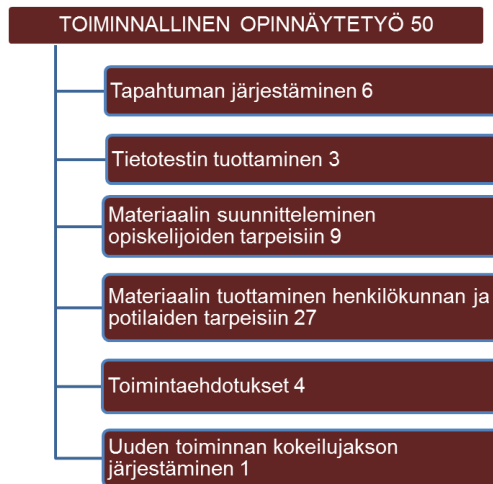 TOIMINNALLINEN OPINNÄYTETYÖ 50
Tapahtuman järjestäminen 6
Tietotestin tuottaminen 3
Materiaalin suunnitteleminen
opiskelijoiden tarpeisiin 9
Materiaalin tuottaminen henkilökunnan ja
potilaiden tarpeisiin 27
Toimintaehdotukset 4
Uuden toiminnan kokeilujakson
järjestäminen 1